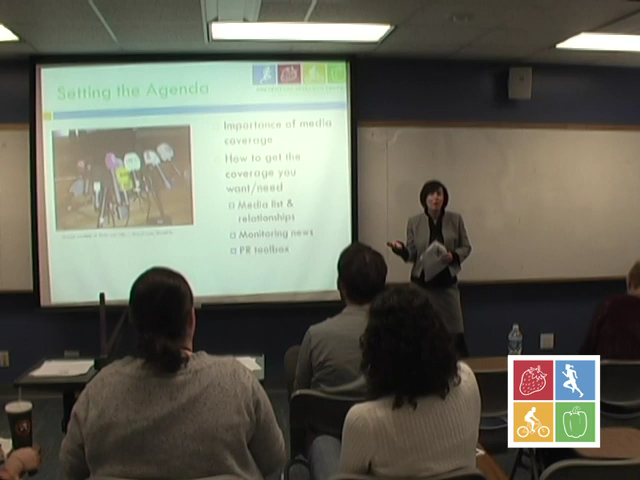 Setting the Agenda
Importance of media
coverage
How to get the
coverage you
want/need
Media list &
relationships
Monitoring news
PR toolbox